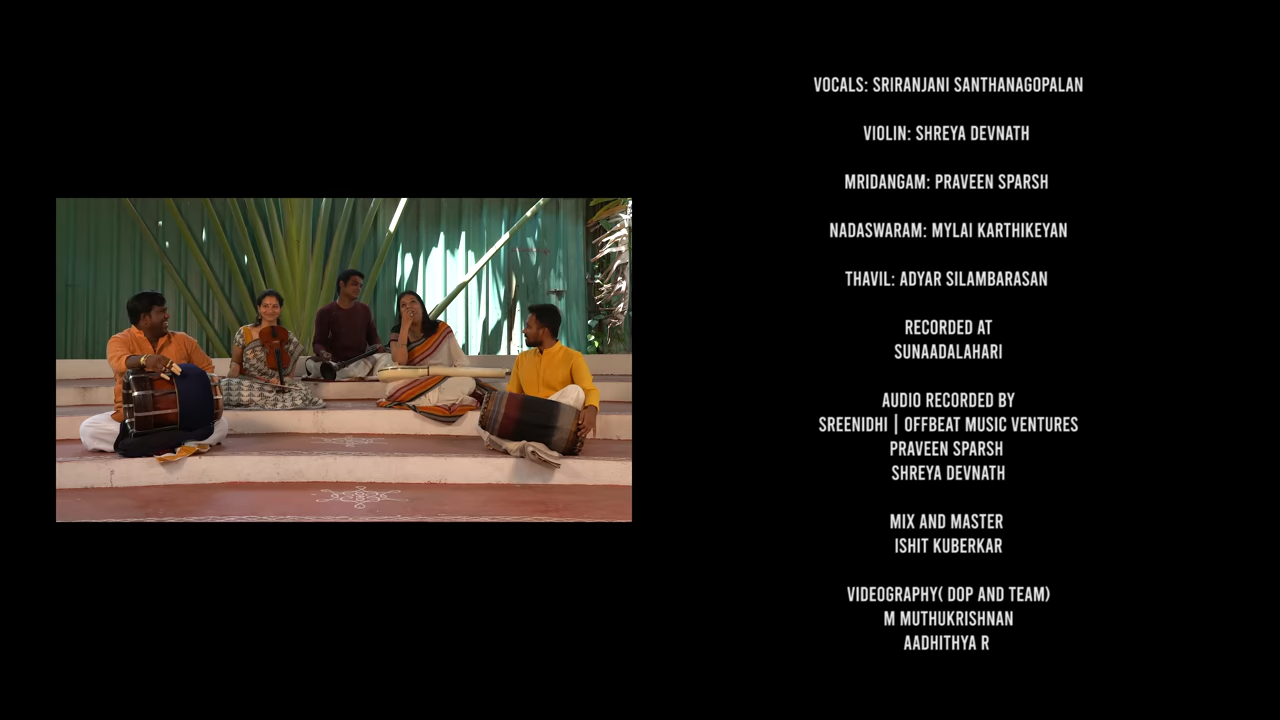 VOCALS: SRIRANJANI SANTHANAGOPALAN
VIOLIN: SHREYA DEVNATH
MRIDANGAM: PRAVEEN SPARSH
NADASWARAM: MYLAI KARTHIKEYAN
THAVIL: ADYAR SILAMBARASAN
RECORDED AT
SUNAADALAHARI
AUDIO RECORDED BY
SREENIDHI | OFFBEAT MUSIC VENTURES
PRAVEEN SPARSH
SHREYA DEVNATH
MIX AND MASTER
ISHIT KUBERKAR
VIDEOGRAPHY( DOP AND TEAM)
M MUTHUKRISHNAN
AADHITHYA R